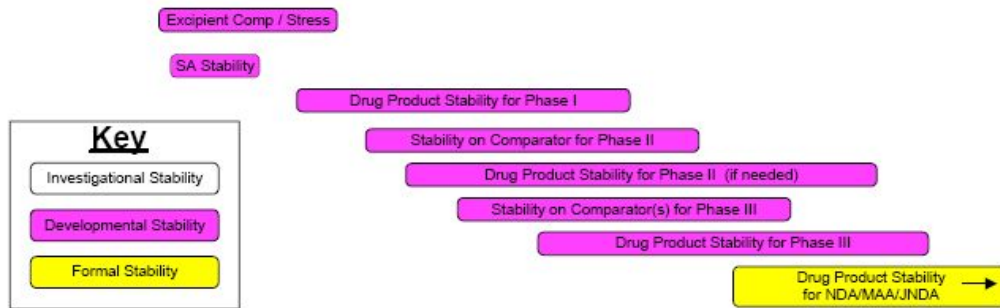 Excipient Comp / Stress
SA Stability
Drug Product Stability for Phase I
Stability on Comparator for Phase II
Drug Product Stability for Phase II (if needed)
Stability on Comparator(s) for Phase III
Drug Product Stability for Phase III
Drug Product Stability
for NDA/MAA/JNDA
Key
Investigational Stability
Developmental Stability
Formal Stability